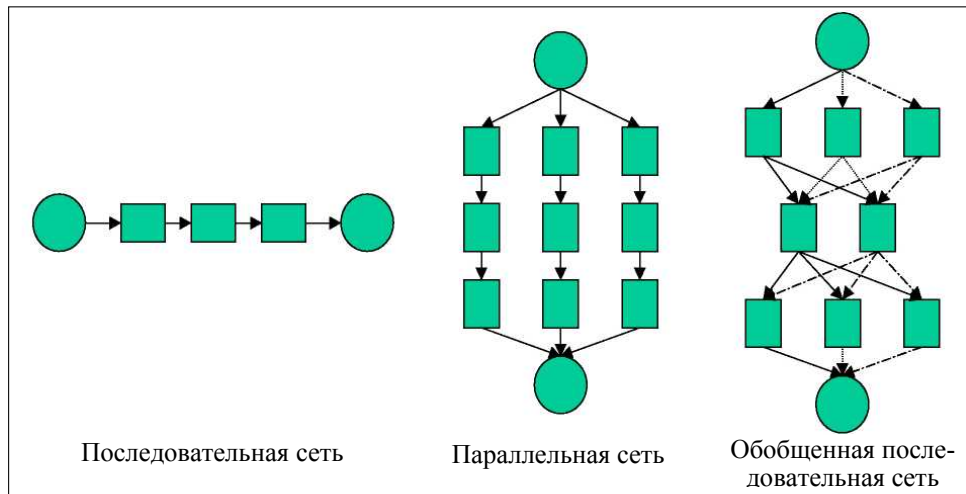 Последовательная сеть
Параллельная сеть
Обобщенная после-
довательная сеть